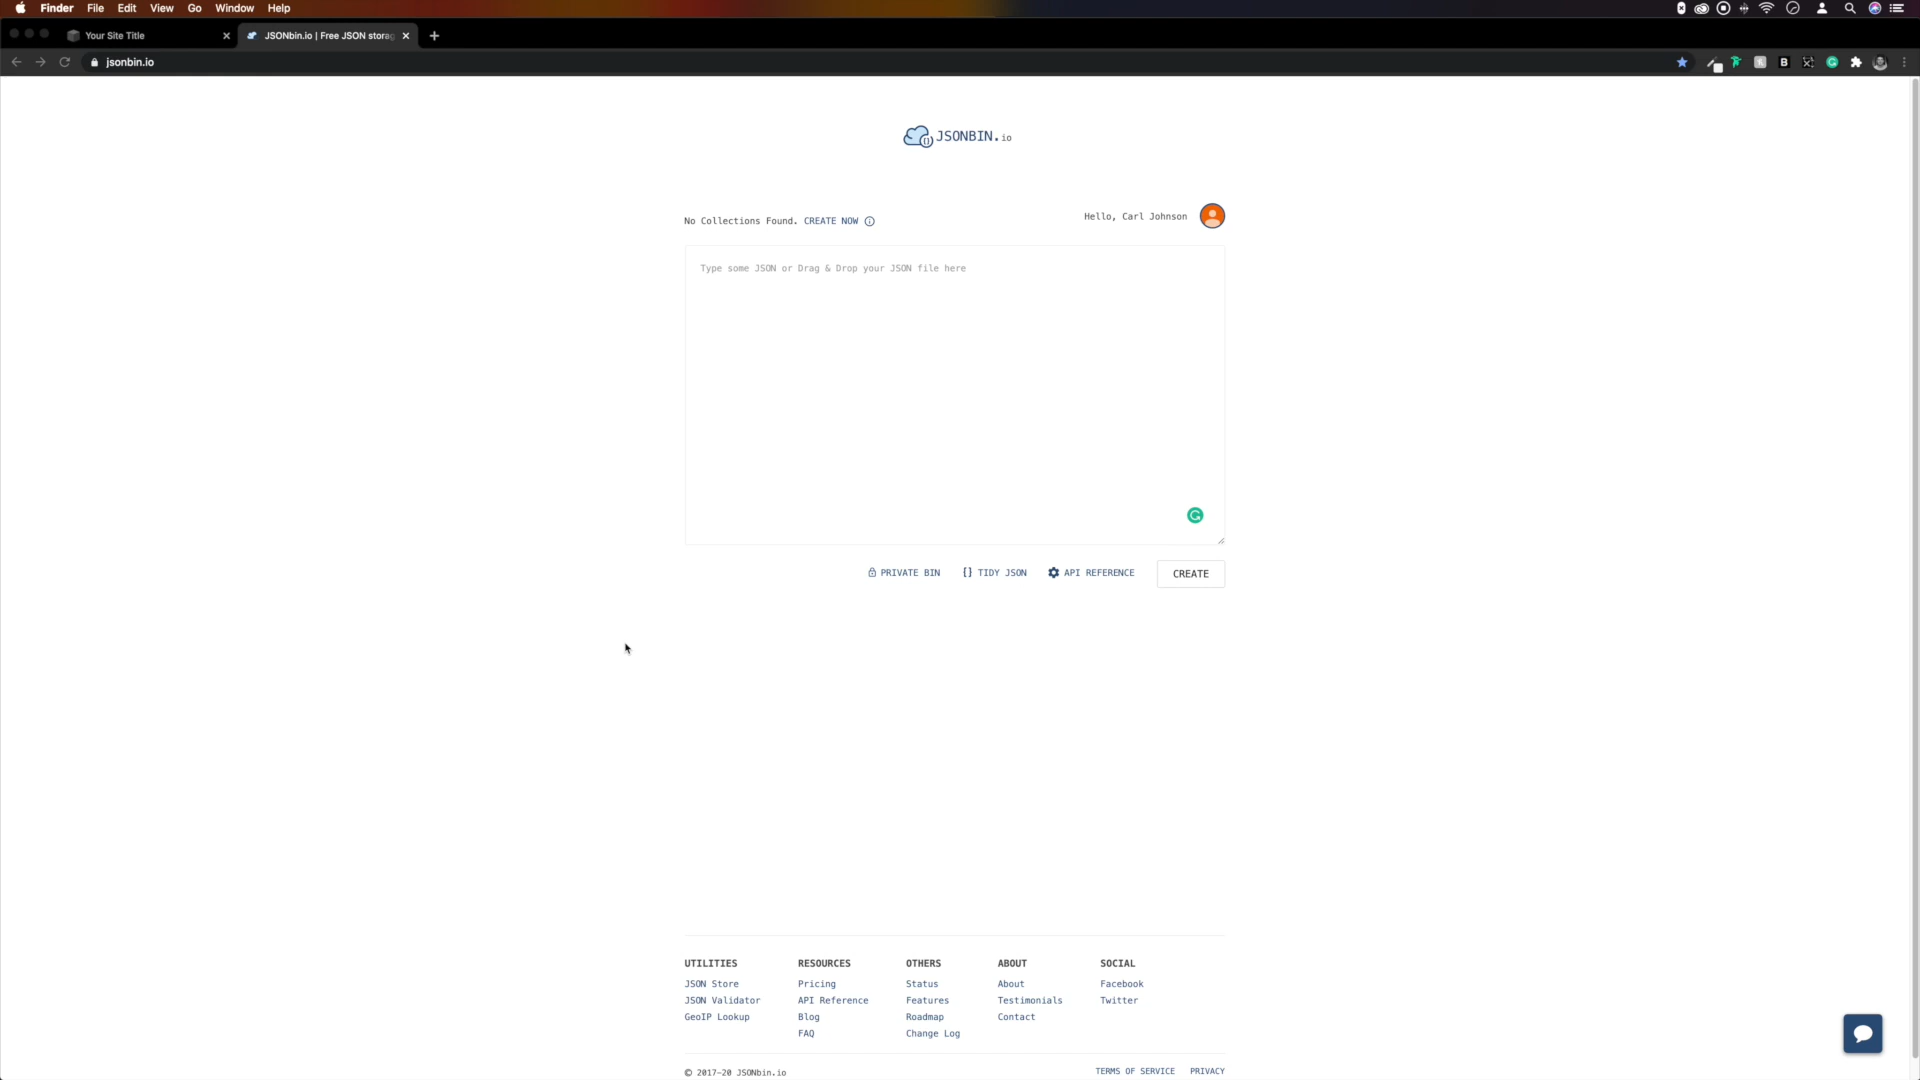 Finder File Edit View Go Window Help
Your Site Title
JSONbin.io | Free JSON storag
jsonbin.io
JSONBIN.io
No Collections Found. CREATE NOW
Hello, Carl Johnson
Type some JSON or Drag & Drop your JSON file here
PRIVATE BIN
{} TIDY JSON
API REFERENCE
CREATE
UTILITIES
JSON Store
JSON Validator
GeoIP Lookup
RESOURCES
Pricing
API Reference
Blog
FAQ
OTHERS
Status
Features
Roadmap
Change Log
ABOUT
About
Testimonials
Contact
SOCIAL
Facebook
Twitter
© 2017-20 JSONbin.io
TERMS OF SERVICE PRIVACY